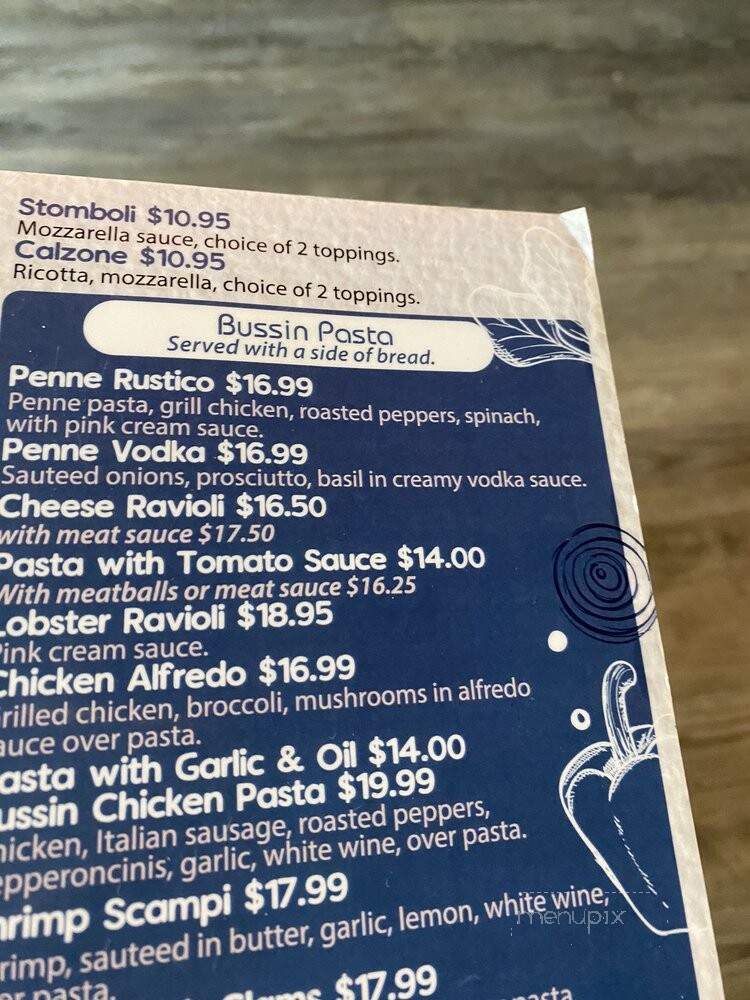 Stomboli $10.95
Mozzarella sauce, choice of 2 toppings.
Calzone $10.95
Ricotta, mozzarella, choice of 2 toppings.
Bussin Pasta
Served with a side of bread.
Penne Rustico $16.99
Penne pasta, grill chicken, roasted peppers, spinach,
with pink cream sauce.
Penne Vodka $16.99
Sauteed onions, prosciutto, basil in creamy vodka sauce.
Cheese Ravioli $16.50
with meat sauce $17.50
Pasta with Tomato Sauce $14.00
With meatballs or meat sauce $16.25
Lobster Ravioli $18.95
ink cream sauce.
Chicken Alfredo $16.99
rilled chicken, broccoli, mushrooms in alfredo
auce over pasta.
asta with Garlic & Oil $14.00
ussin Chicken Pasta $19.99
hicken, Italian sausage, roasted peppers,
epperoncinis, garlic, white wine, over pasta.
hrimp Scampi $17.99
rimp, sauteed in butter, garlic, lemon, white wine,
er pasta.
Clams $17.99
pasta
menupix